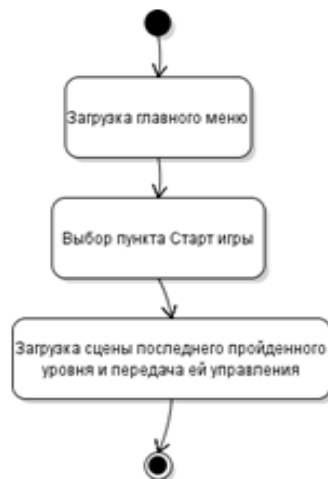 Загрузка главного меню
Выбор пункта Старт игры
Загрузка сцены последнего пройденного
уровня и передача ей управления